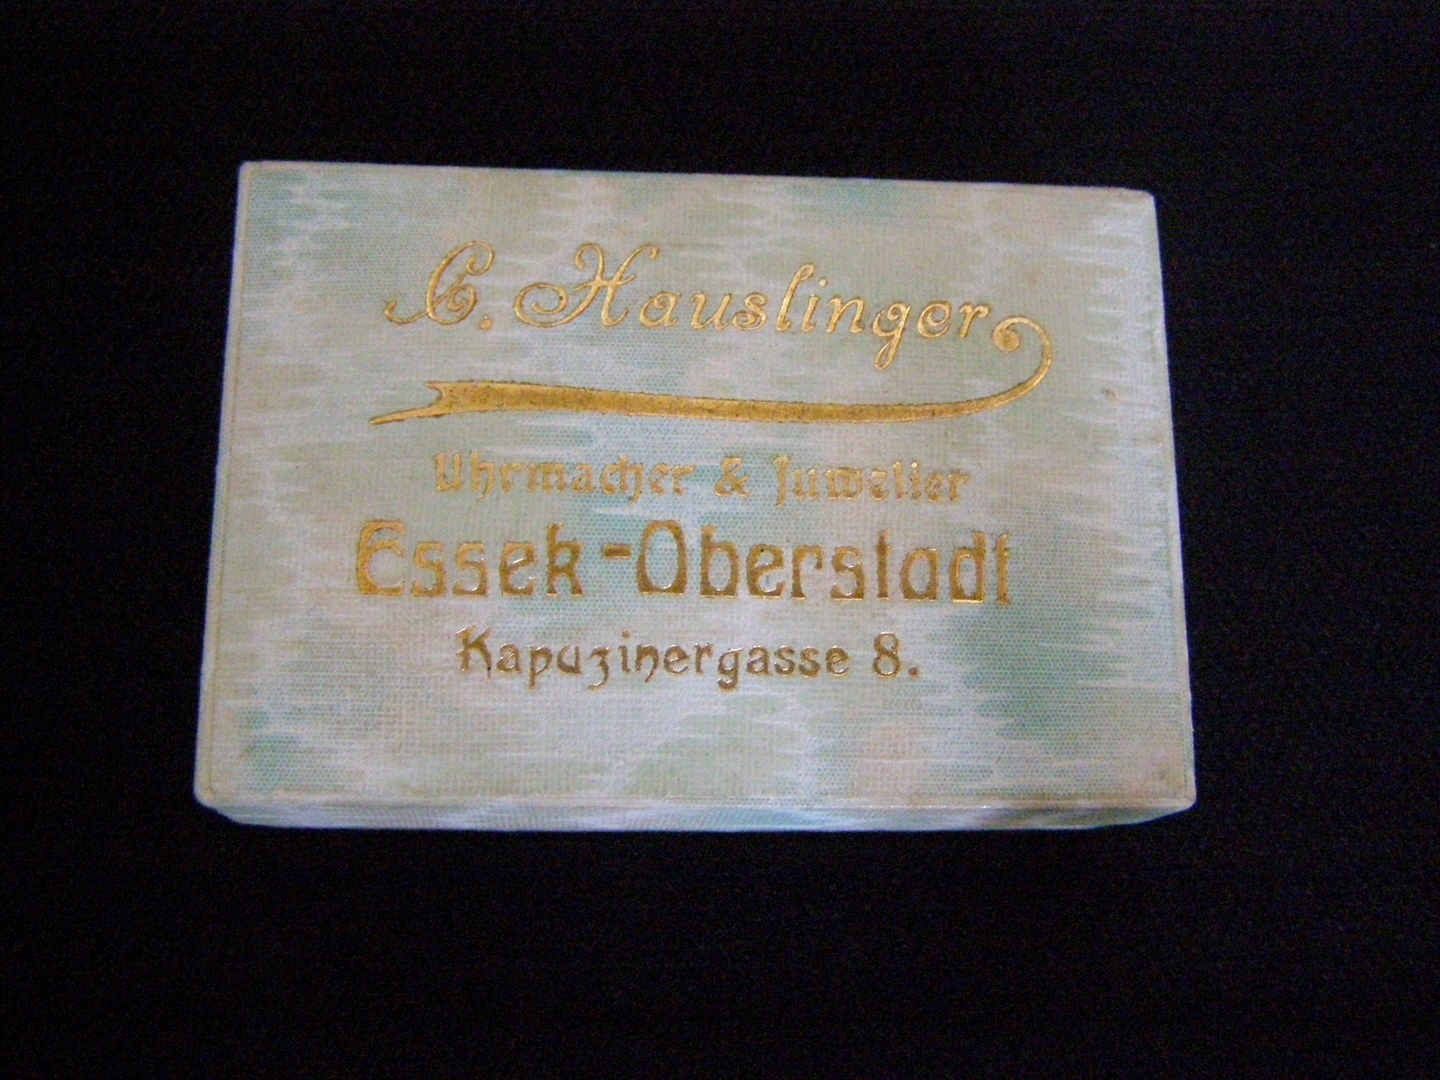 C. Hauslinger
Uhrmacher & Juwelier
Essek-Oberstadt
Kapuzinergasse 8.